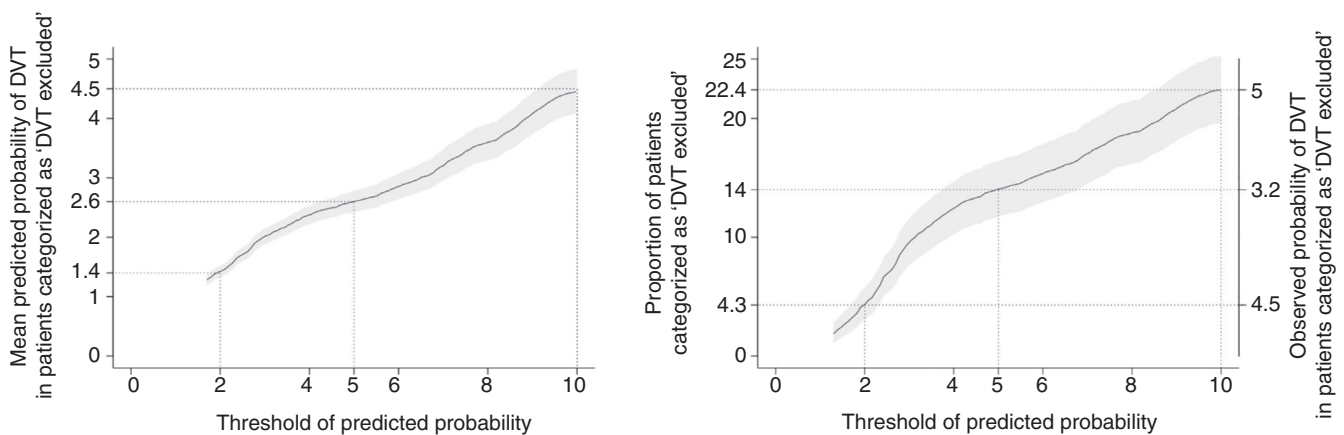 Mean predicted probability of DVT
in patients categorized as ‘DVT excluded’
5
4.5
4
3
2.6
2
1.4
1
0
0 2 4 5 6 8 10
Threshold of predicted probability
Proportion of patients
categorized as ‘DVT excluded’
25
22.4
20
14
10
4.3
0
0 2 4 5 6 8 10
Threshold of predicted probability
5
3.2
4.5
Observed probability of DVT
in patients categorized as ‘DVT excluded’